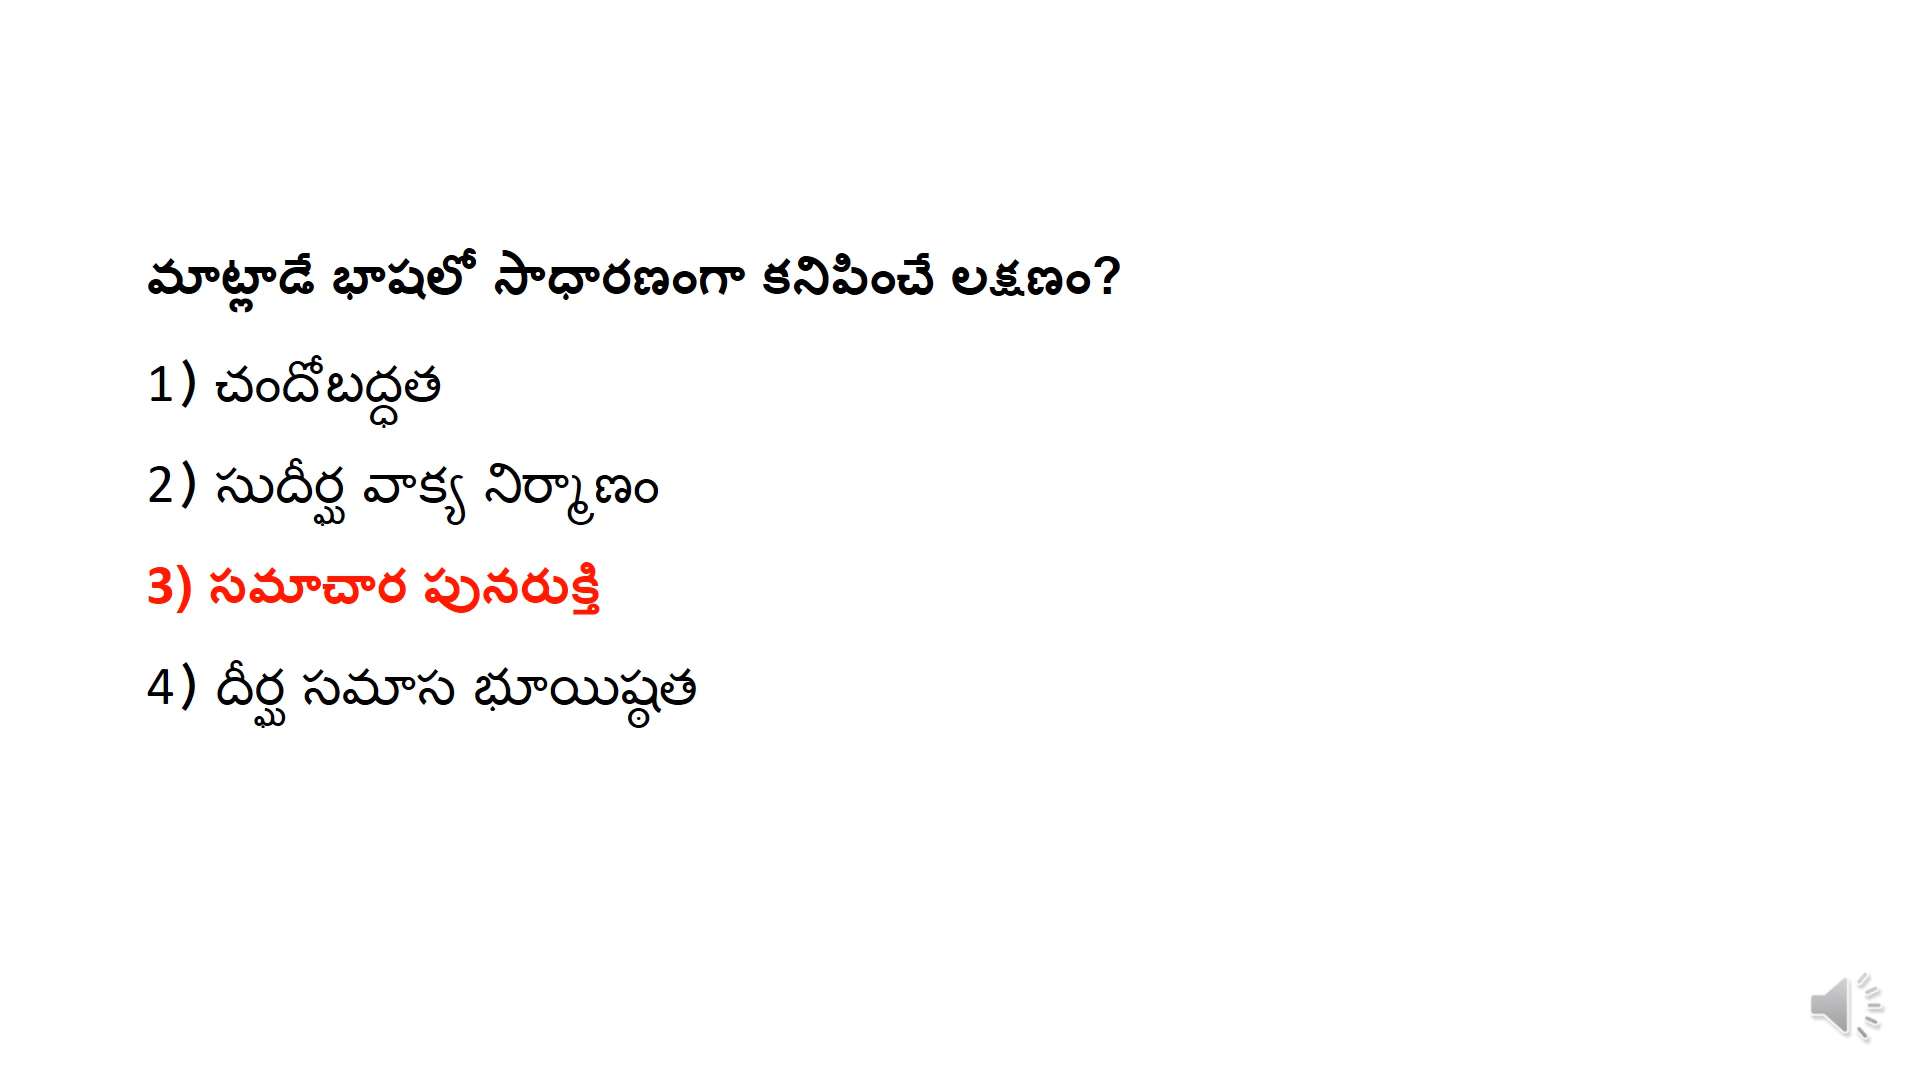 మాట్లాడే భాషలో సాధారణంగా కనిపించే లక్షణం?
1) చందోబద్ధత
2) సుదీర్ఘ వాక్య నిర్మాణం
3) సమాచార పునరుక్తి
4) దీర్ఘ సమాస భూయిష్ఠత